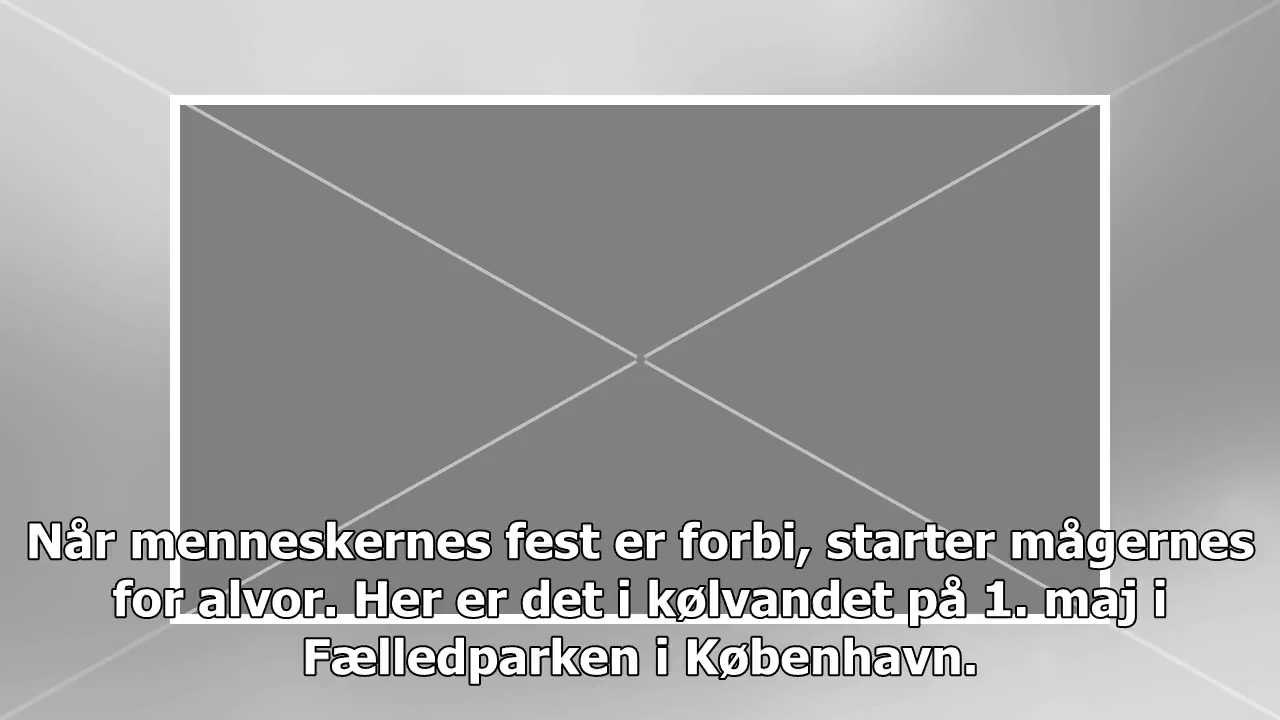 Når menneskernes fest er forbi, starter mågernes
for alvor. Her er det i kølvandet på 1. maj i
Fælledparken i København.